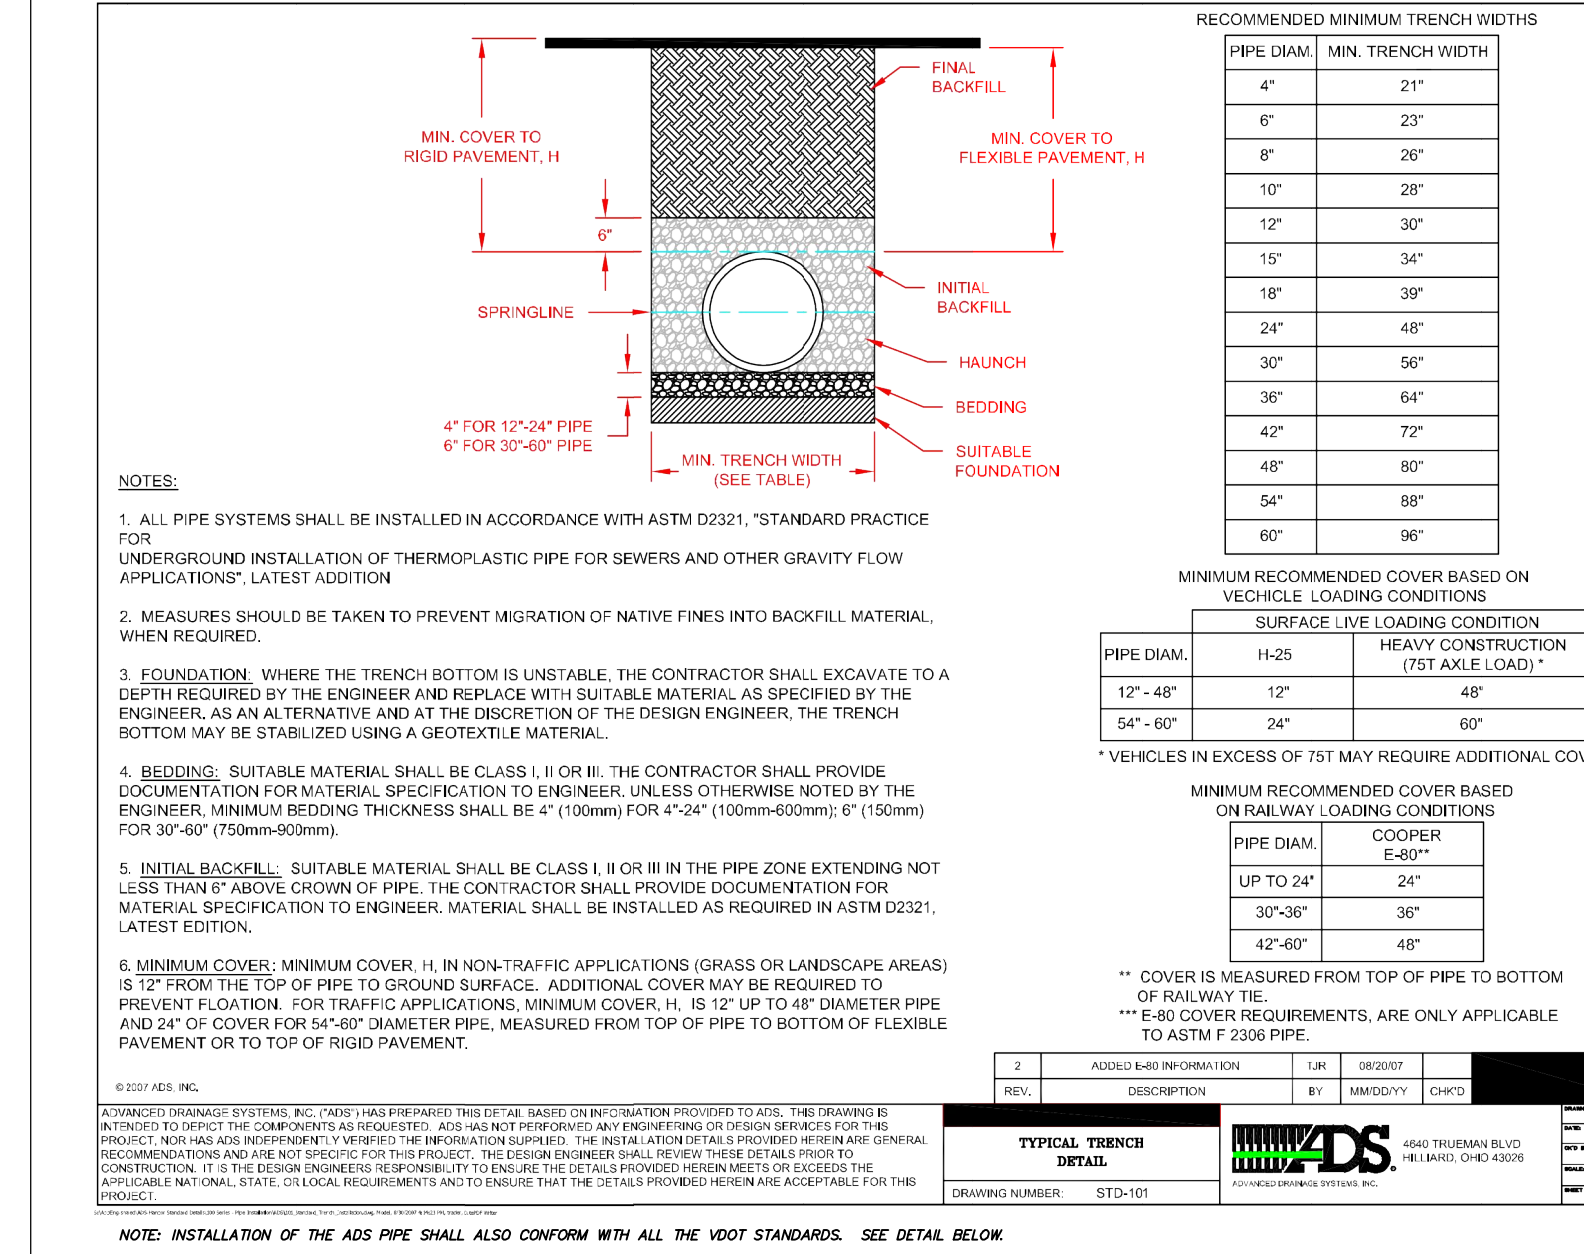 RECOMMENDED MINIMUM TRENCH WIDTHS
PIPE DIAM. MIN. TRENCH WIDTH
4" 21"
6" 23"
8" 26"
10" 28"
12" 30"
15" 34"
18" 39"
24" 48"
30" 56"
36" 64"
42" 72"
48" 80"
54" 88"
60" 96"
FINAL
BACKFILL
MIN. COVER TO
RIGID PAVEMENT, H
MIN. COVER TO
FLEXIBLE PAVEMENT, H
6"
INITIAL
BACKFILL
SPRINGLINE
HAUNCH
BEDDING
4" FOR 12"-24" PIPE
6" FOR 30"-60" PIPE
SUITABLE
FOUNDATION
MIN. TRENCH WIDTH
(SEE TABLE)
NOTES:
1. ALL PIPE SYSTEMS SHALL BE INSTALLED IN ACCORDANCE WITH ASTM D2321, "STANDARD PRACTICE
FOR
UNDERGROUND INSTALLATION OF THERMOPLASTIC PIPE FOR SEWERS AND OTHER GRAVITY FLOW
APPLICATIONS", LATEST ADDITION
2. MEASURES SHOULD BE TAKEN TO PREVENT MIGRATION OF NATIVE FINES INTO BACKFILL MATERIAL,
WHEN REQUIRED.
3. FOUNDATION: WHERE THE TRENCH BOTTOM IS UNSTABLE, THE CONTRACTOR SHALL EXCAVATE TO A
DEPTH REQUIRED BY THE ENGINEER AND REPLACE WITH SUITABLE MATERIAL AS SPECIFIED BY THE
ENGINEER. AS AN ALTERNATIVE AND AT THE DISCRETION OF THE DESIGN ENGINEER, THE TRENCH
BOTTOM MAY BE STABILIZED USING A GEOTEXTILE MATERIAL.
4. BEDDING: SUITABLE MATERIAL SHALL BE CLASS I, II OR III. THE CONTRACTOR SHALL PROVIDE
DOCUMENTATION FOR MATERIAL SPECIFICATION TO ENGINEER. UNLESS OTHERWISE NOTED BY THE
ENGINEER, MINIMUM BEDDING THICKNESS SHALL BE 4" (100mm) FOR 4"-24" (100mm-600mm); 6" (150mm)
FOR 30"-60" (750mm-900mm).
5. INITIAL BACKFILL: SUITABLE MATERIAL SHALL BE CLASS I, II OR III IN THE PIPE ZONE EXTENDING NOT
LESS THAN 6" ABOVE CROWN OF PIPE. THE CONTRACTOR SHALL PROVIDE DOCUMENTATION FOR
MATERIAL SPECIFICATION TO ENGINEER. MATERIAL SHALL BE INSTALLED AS REQUIRED IN ASTM D2321,
LATEST EDITION.
6. MINIMUM COVER: MINIMUM COVER, H, IN NON-TRAFFIC APPLICATIONS (GRASS OR LANDSCAPE AREAS)
IS 12" FROM THE TOP OF PIPE TO GROUND SURFACE. ADDITIONAL COVER MAY BE REQUIRED TO
PREVENT FLOATION. FOR TRAFFIC APPLICATIONS, MINIMUM COVER, H, IS 12" UP TO 48" DIAMETER PIPE
AND 24" OF COVER FOR 54"-60" DIAMETER PIPE, MEASURED FROM TOP OF PIPE TO BOTTOM OF FLEXIBLE
PAVEMENT OR TO TOP OF RIGID PAVEMENT.
MINIMUM RECOMMENDED COVER BASED ON
VECHICLE LOADING CONDITIONS
SURFACE LIVE LOADING CONDITION
PIPE DIAM. H-25 HEAVY CONSTRUCTION
(75T AXLE LOAD) *
12" - 48" 12" 48"
54" - 60" 24" 60"
* VEHICLES IN EXCESS OF 75T MAY REQUIRE ADDITIONAL COV
MINIMUM RECOMMENDED COVER BASED
ON RAILWAY LOADING CONDITIONS
PIPE DIAM. COOPER
E-80**
UP TO 24" 24"
30"-36" 36"
42"-60" 48"
** COVER IS MEASURED FROM TOP OF PIPE TO BOTTOM
OF RAILWAY TIE.
*** E-80 COVER REQUIREMENTS, ARE ONLY APPLICABLE
TO ASTM F 2306 PIPE.
2 ADDED E-80 INFORMATION TJR 08/20/07
REV. DESCRIPTION BY MM/DD/YY CHK'D
© 2007 ADS, INC.
ADVANCED DRAINAGE SYSTEMS, INC. ("ADS") HAS PREPARED THIS DETAIL BASED ON INFORMATION PROVIDED TO ADS. THIS DRAWING IS
INTENDED TO DEPICT THE COMPONENTS AS REQUESTED. ADS HAS NOT PERFORMED ANY ENGINEERING OR DESIGN SERVICES FOR THIS
PROJECT, NOR HAS ADS INDEPENDENTLY VERIFIED THE INFORMATION SUPPLIED. THE INSTALLATION DETAILS PROVIDED HEREIN ARE GENERAL
RECOMMENDATIONS AND ARE NOT SPECIFIC FOR THIS PROJECT. THE DESIGN ENGINEER SHALL REVIEW THESE DETAILS PRIOR TO
CONSTRUCTION. IT IS THE DESIGN ENGINEERS RESPONSIBILITY TO ENSURE THE DETAILS PROVIDED HEREIN MEETS OR EXCEEDS THE
APPLICABLE NATIONAL, STATE, OR LOCAL REQUIREMENTS AND TO ENSURE THAT THE DETAILS PROVIDED HEREIN ARE ACCEPTABLE FOR THIS
PROJECT.
TYPICAL TRENCH
DETAIL
DRAWING NUMBER: STD-101
ADS
ADVANCED DRAINAGE SYSTEMS, INC.
4640 TRUEMAN BLVD
HILLIARD, OHIO 43026
NOTE: INSTALLATION OF THE ADS PIPE SHALL ALSO CONFORM WITH ALL THE VDOT STANDARDS. SEE DETAIL BELOW.